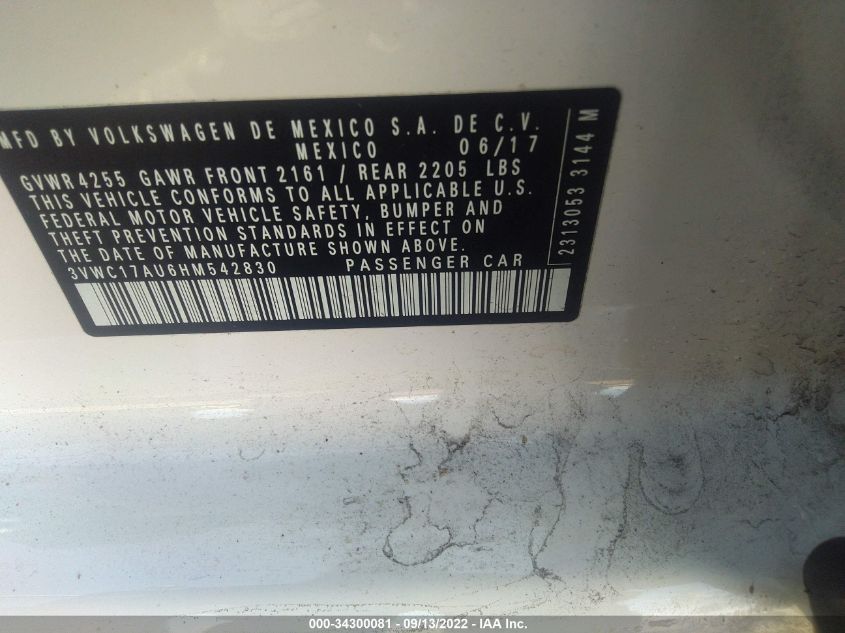 MFD BY VOLKSWAGEN DE MEXICO S.A. DE C.V.
MEXICO 06/17
GVWR 4255 GAWR FRONT 2161 / REAR 2205 LBS
THIS VEHICLE CONFORMS TO ALL APPLICABLE U.S.
FEDERAL MOTOR VEHICLE SAFETY, BUMPER AND
THEFT PREVENTION STANDARDS IN EFFECT ON
THE DATE OF MANUFACTURE SHOWN ABOVE.
3VWC17AU6HM542830 PASSENGER CAR
2313053 3144 M
000-34300081 - 09/13/2022 - IAA Inc.